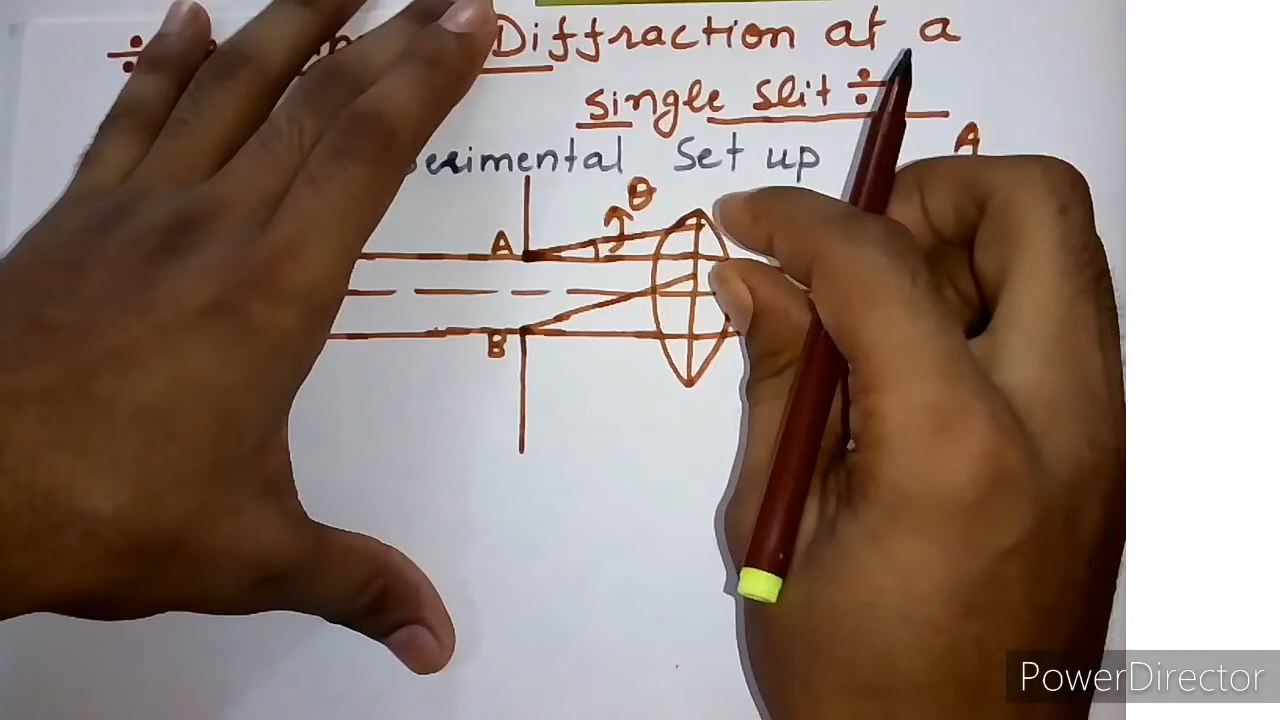 Diffraction at a
single slit ÷
Set up
A
θ
A
B
PowerDirector